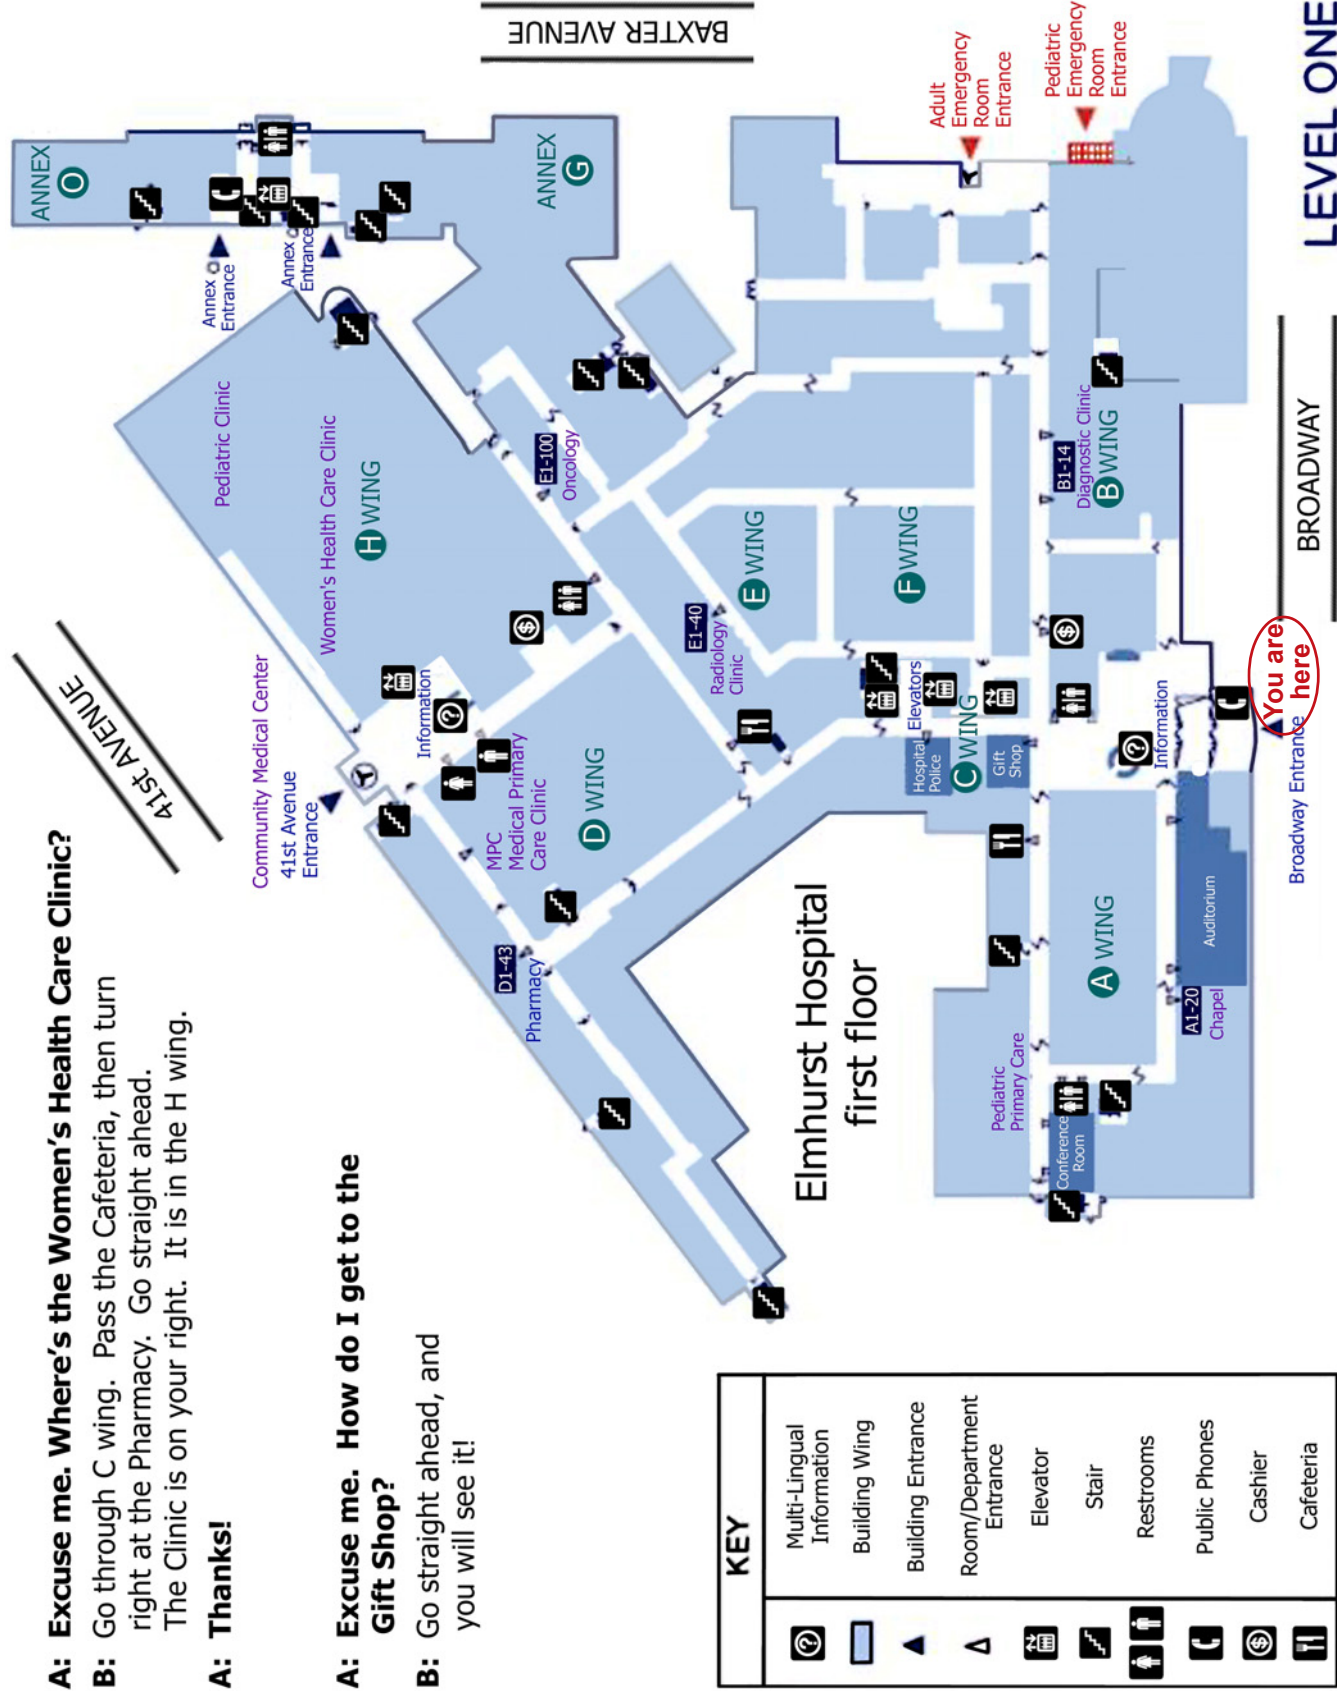 A: Excuse me. Where's the Women's Health Care Clinic?
B: Go through C wing. Pass the Cafeteria, then turn
right at the Pharmacy. Go straight ahead.
The Clinic is on your right. It is in the H wing.
A: Thanks!
A: Excuse me. How do I get to the
Gift Shop?
B: Go straight ahead, and
you will see it!
KEY
Multi-Lingual
Information
Building Wing
Building Entrance
Room/Department
Entrance
Elevator
Stair
Restrooms
Public Phones
Cashier
Cafeteria
41st AVENUE
Community Medical Center
41st Avenue
Entrance
Pediatric Clinic
Women's Health Care Clinic
H WING
Information
MPC
Medical Primary
Care Clinic
D WING
D1-43
Pharmacy
Annex
Entrance
Annex
Entrance
ANNEX
O
ANNEX
G
BAXTER AVENUE
E1-100
Oncology
E1-40
Radiology
Clinic
E WING
F WING
Elevators
Hospital
Police
C WING
Gift
Shop
Adult
Emergency
Room
Entrance
Pediatric
Emergency
Room
Entrance
B1-14
Diagnostic Clinic
B WING
Elmhurst Hospital
first floor
Pediatric
Primary Care
Conference
Room
A WING
A1-20
Chapel
Auditorium
Information
You are
here
Broadway Entrance
BROADWAY
LEVEL ONE